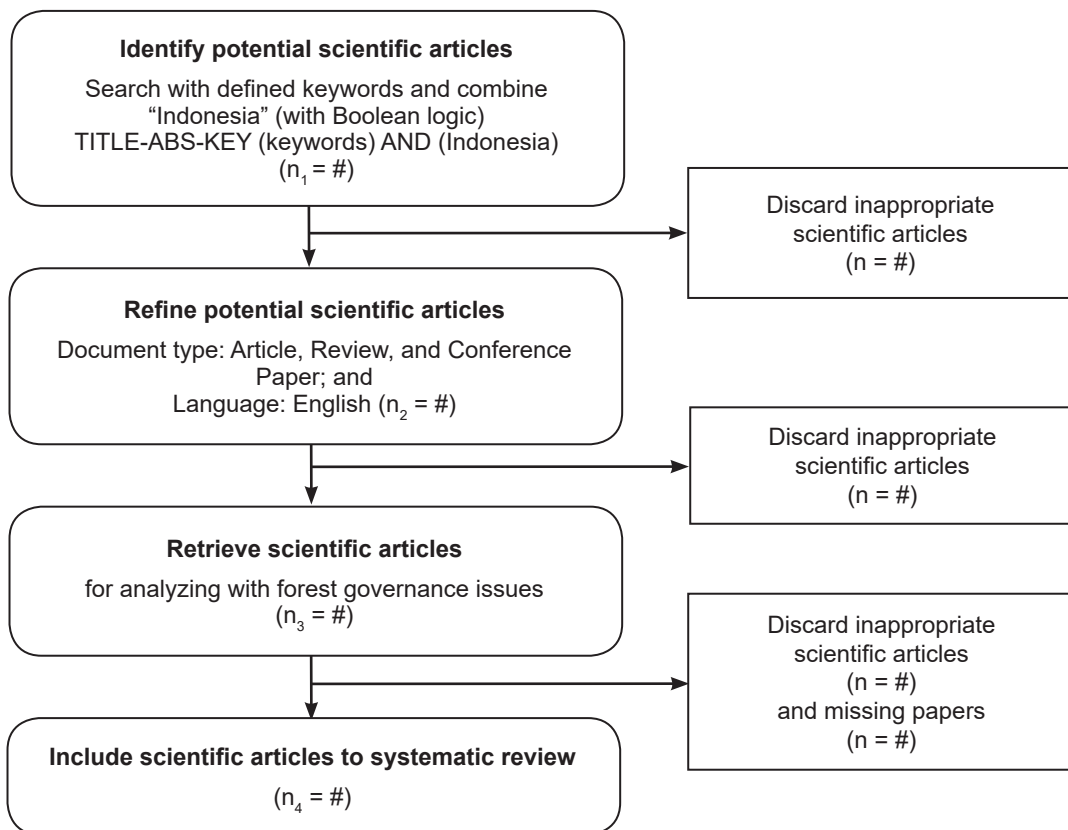 Identify potential scientific articles
Search with defined keywords and combine
“Indonesia” (with Boolean logic)
TITLE-ABS-KEY (keywords) AND (Indonesia)
(n₁ = #)
Discard inappropriate
scientific articles
(n = #)
Refine potential scientific articles
Document type: Article, Review, and Conference
Paper; and
Language: English (n₂ = #)
Discard inappropriate
scientific articles
(n = #)
Retrieve scientific articles
for analyzing with forest governance issues
(n₃ = #)
Discard inappropriate
scientific articles
(n = #)
and missing papers
(n = #)
Include scientific articles to systematic review
(n₄ = #)